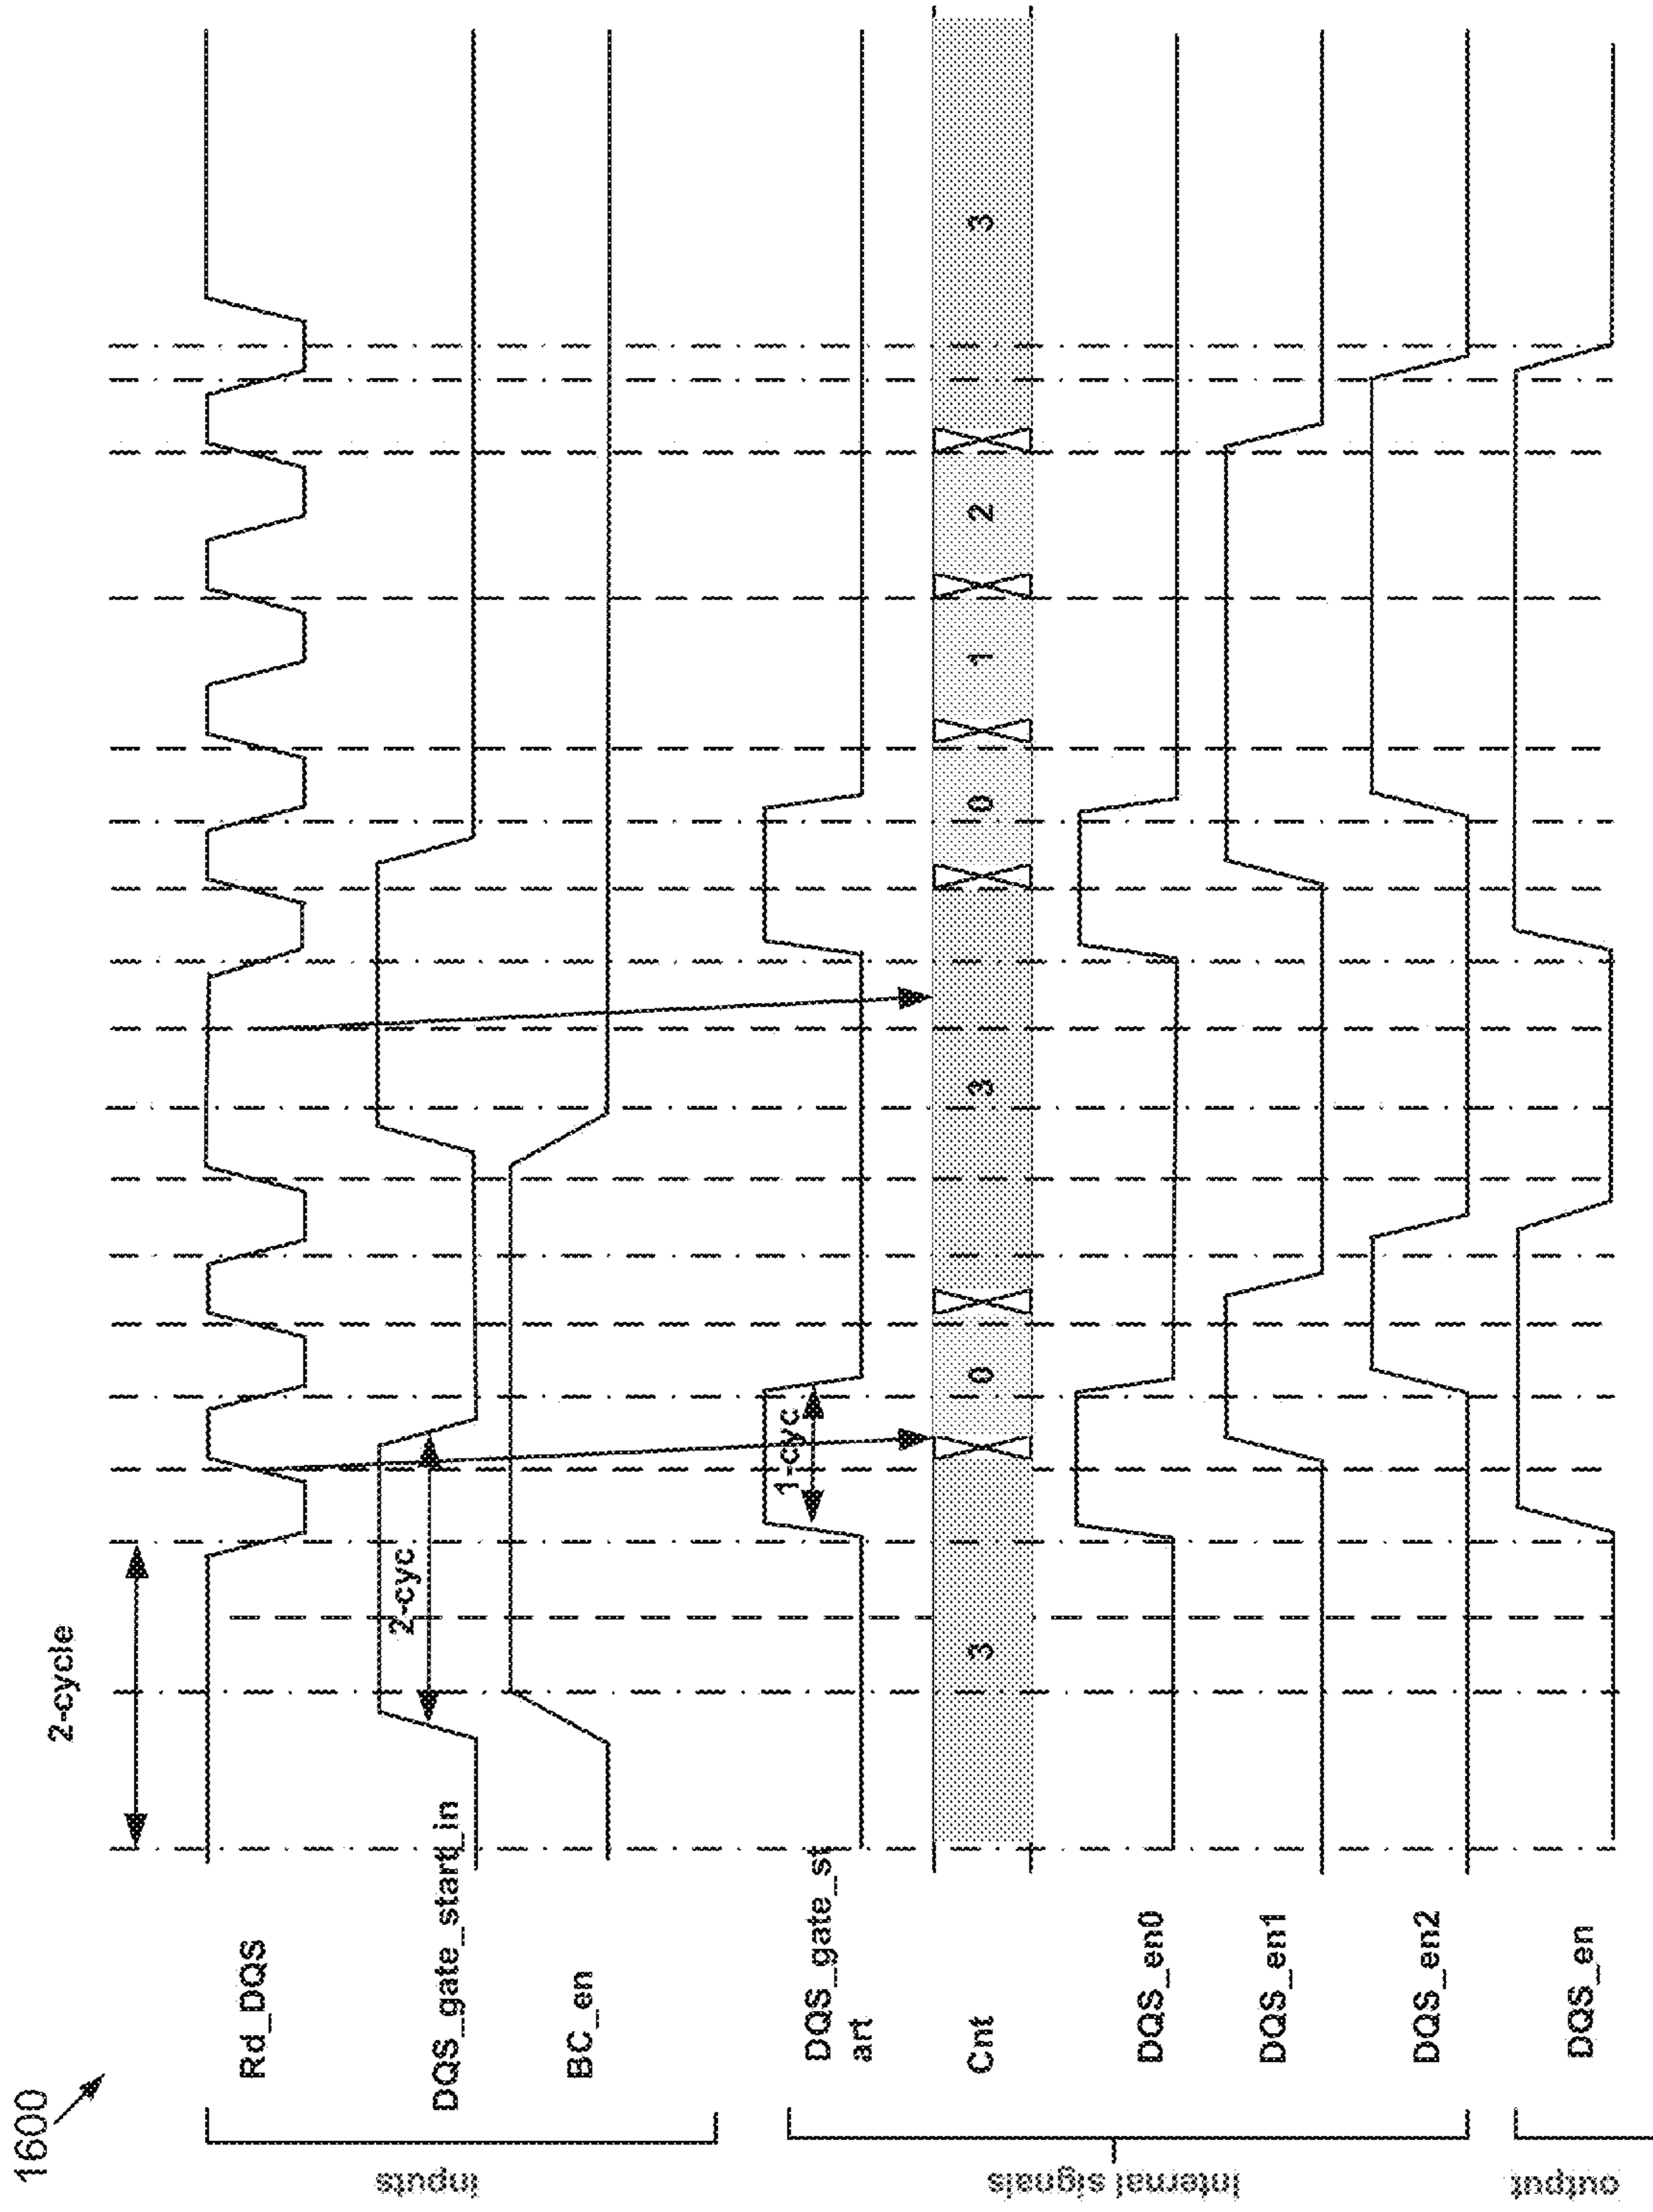 1600
2-cycle
inputs
Rd_DQS
DQS_gate_start_in
2-cyc.
BC_en
internal signals
DQS_gate_st
art
1-cyc
Cnt
3 0 3 0 1 2 3
DQS_en0
DQS_en1
DQS_en2
output
DQS_en